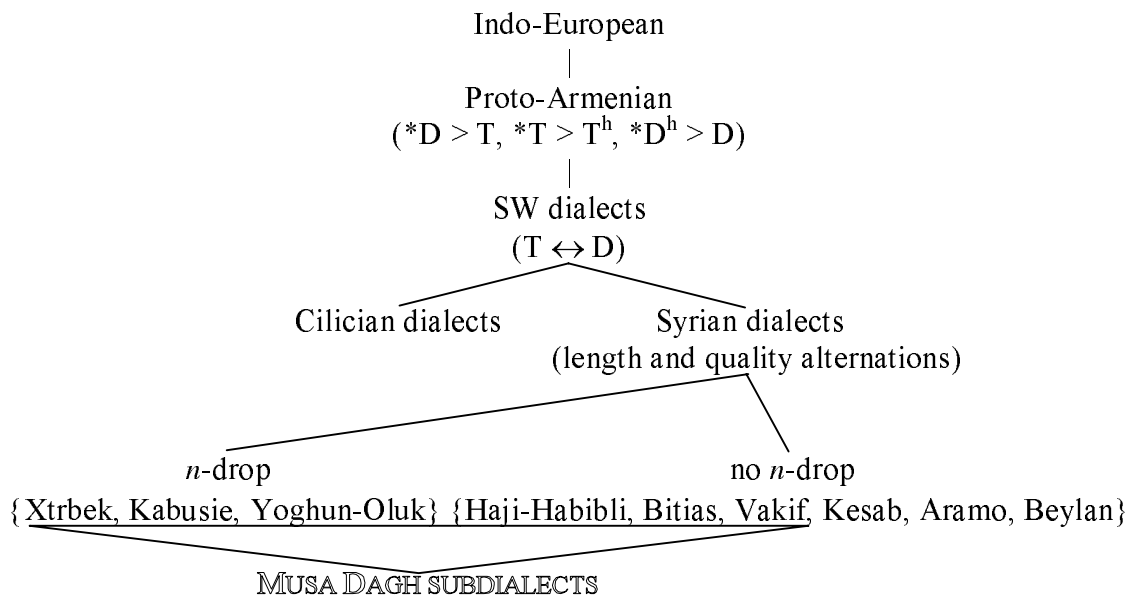 Indo-European
Proto-Armenian
(*D > T, *T > Tʰ, *Dʰ > D)
SW dialects
(T ↔ D)
Cilician dialects Syrian dialects
(length and quality alternations)
n-drop no n-drop
{Xtrbek, Kabusie, Yoghun-Oluk} {Haji-Habibli, Bitias, Vakif, Kesab, Aramo, Beylan}
MUSA DAGH SUBDIALECTS